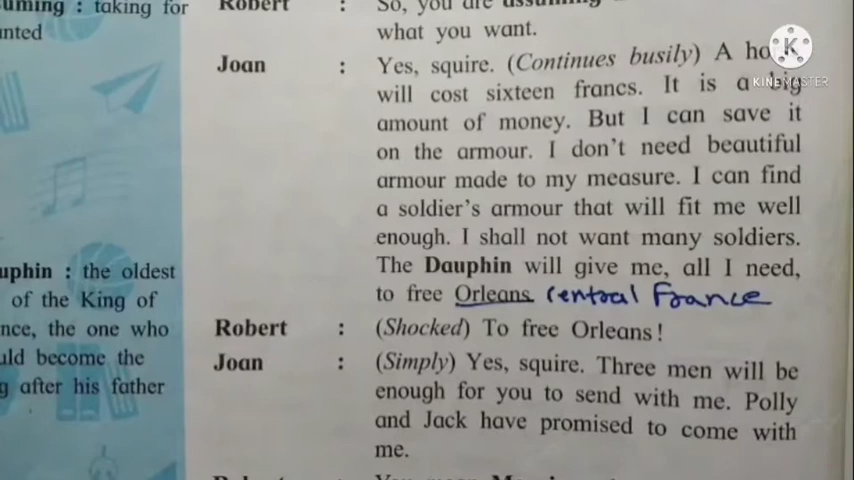 uming : taking for
nted
Robert : So, you are assuming
what you want.
Joan : Yes, squire. (Continues busily) A
will cost sixteen francs. It is a big
amount of money. But I can save it
on the armour. I don't need beautiful
armour made to my measure. I can find
a soldier's armour that will fit me well
enough. I shall not want many soldiers.
The Dauphin will give me, all I need,
to free Orleans central France
Robert : (Shocked) To free Orleans!
Joan : (Simply) Yes, squire. Three men will be
enough for you to send with me. Polly
and Jack have promised to come with
me.
uphin : the oldest
of the King of
nce, the one who
uld become the
g after his father
K
KINEMASTER